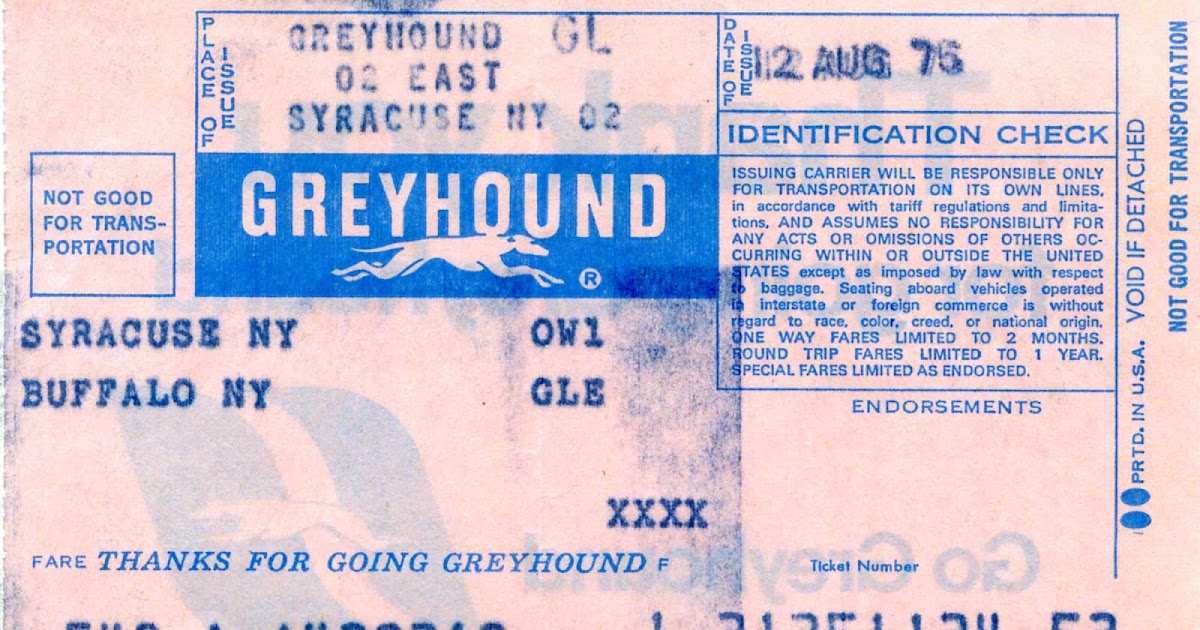 PLACE OF
ISSUE
GREYHOUND GL
02 EAST
SYRACUSE NY 02
DATE OF
ISSUE
12 AUG 75
IDENTIFICATION CHECK
NOT GOOD
FOR TRANS-
PORTATION
GREYHOUND
®
ISSUING CARRIER WILL BE RESPONSIBLE ONLY
FOR TRANSPORTATION ON ITS OWN LINES,
in accordance with tariff regulations and limita-
tions, AND ASSUMES NO RESPONSIBILITY FOR
ANY ACTS OR OMISSIONS OF OTHERS OC-
CURRING WITHIN OR OUTSIDE THE UNITED
STATES except as imposed by law with respect
to baggage. Seating aboard vehicles operated
in interstate or foreign commerce is without
regard to race, color, creed, or national origin.
ONE WAY FARES LIMITED TO 2 MONTHS.
ROUND TRIP FARES LIMITED TO 1 YEAR.
SPECIAL FARES LIMITED AS ENDORSED.
SYRACUSE NY OW1
BUFFALO NY GLE
ENDORSEMENTS
XXXX
FARE THANKS FOR GOING GREYHOUND F
Ticket Number
Go Greyhound
PRTD. IN U.S.A. VOID IF DETACHED
NOT GOOD FOR TRANSPORTATION